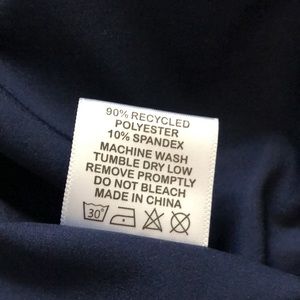 90% RECYCLED
POLYESTER
10% SPANDEX
MACHINE WASH
TUMBLE DRY LOW
REMOVE PROMPTLY
DO NOT BLEACH
MADE IN CHINA
30°